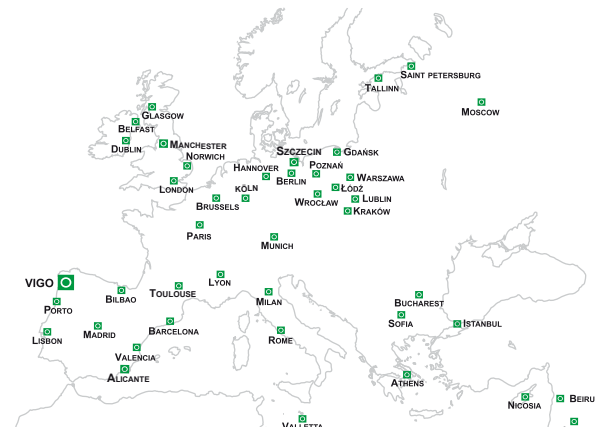 SAINT PETERSBURG
TALLINN
MOSCOW
GLASGOW
BELFAST
DUBLIN
MANCHESTER
NORWICH
LONDON
SZCZECIN
GDAŃSK
HANNOVER
POZNAŃ
BERLIN
WARSZAWA
KÖLN
ŁÓDŹ
BRUSSELS
WROCŁAW
LUBLIN
KRAKÓW
PARIS
MUNICH
VIGO
LYON
TOULOUSE
BILBAO
MILAN
BUCHAREST
PORTO
SOFIA
ISTANBUL
LISBON
MADRID
BARCELONA
ROME
VALENCIA
ALICANTE
ATHENS
NICOSIA
BEIRU
VALLETTA